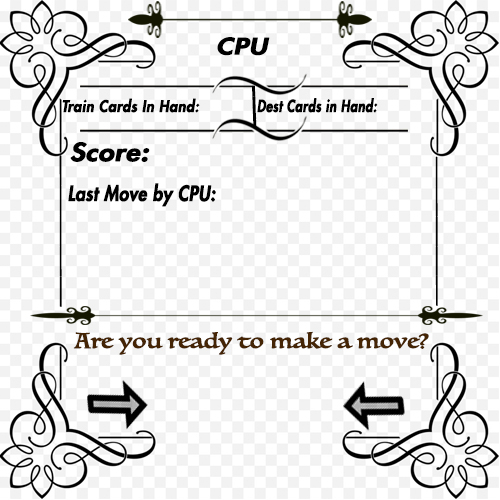 CPU
Train Cards In Hand: Dest Cards in Hand:
Score:
Last Move by CPU:
Are you ready to make a move?